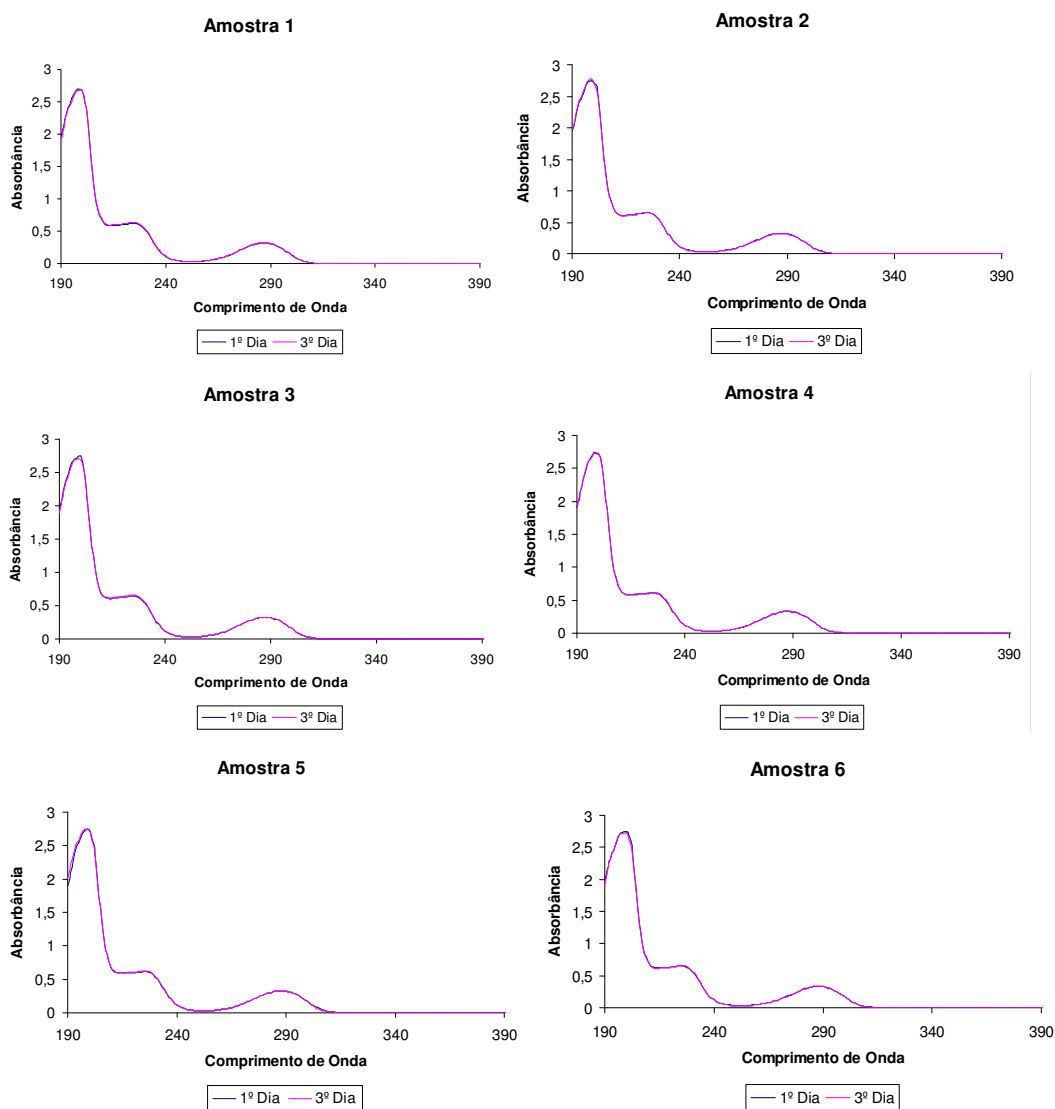 Amostra 1
3
2,5
2
1,5
1
0,5
0
Absorbância
190 240 290 340 390
Comprimento de Onda
1º Dia 3º Dia
Amostra 2
3,5
3
2,5
2
1,5
1
0,5
0
Absorbância
190 240 290 340 390
Comprimento de Onda
1º Dia 3º Dia
Amostra 3
3
2,5
2
1,5
1
0,5
0
Absorbância
190 240 290 340 390
Comprimento de Onda
1º Dia 3º Dia
Amostra 4
3
2,5
2
1,5
1
0,5
0
Absorbância
190 240 290 340 390
Comprimento de Onda
1º Dia 3º Dia
Amostra 5
3
2,5
2
1,5
1
0,5
0
Absorbância
190 240 290 340 390
Comprimento de Onda
1º Dia 3º Dia
Amostra 6
3
2,5
2
1,5
1
0,5
0
Absorbância
190 240 290 340 390
Comprimento de Onda
1º Dia 3º Dia